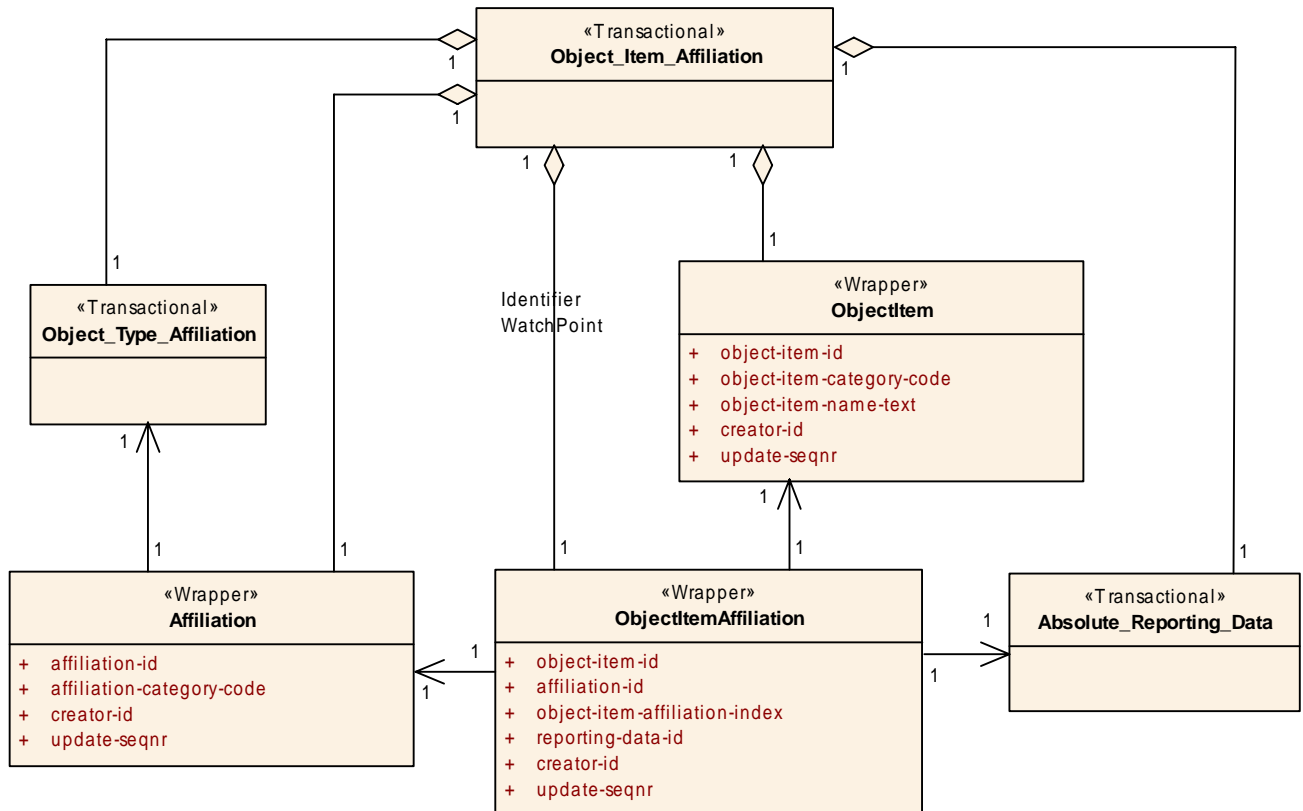 «Transactional»
Object_Item_Affiliation
1
1
1
1
1
1
1
Identifier
WatchPoint
«Transactional»
Object_Type_Affiliation
«Wrapper»
ObjectItem
+ object-item-id
+ object-item-category-code
+ object-item-name-text
+ creator-id
+ update-seqnr
1
1
1
1
1
1
1
«Wrapper»
Affiliation
+ affiliation-id
+ affiliation-category-code
+ creator-id
+ update-seqnr
1
1
«Wrapper»
ObjectItemAffiliation
+ object-item-id
+ affiliation-id
+ object-item-affiliation-index
+ reporting-data-id
+ creator-id
+ update-seqnr
1
1
«Transactional»
Absolute_Reporting_Data